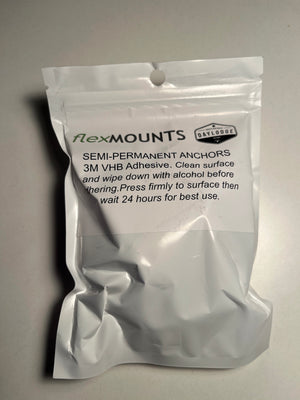 flexMOUNTS
DAYLODGE
SEMI-PERMANENT ANCHORS
3M VHB Adhesive. Clean surface
and wipe down with alcohol before
dhering.Press firmly to surface then
wait 24 hours for best use.